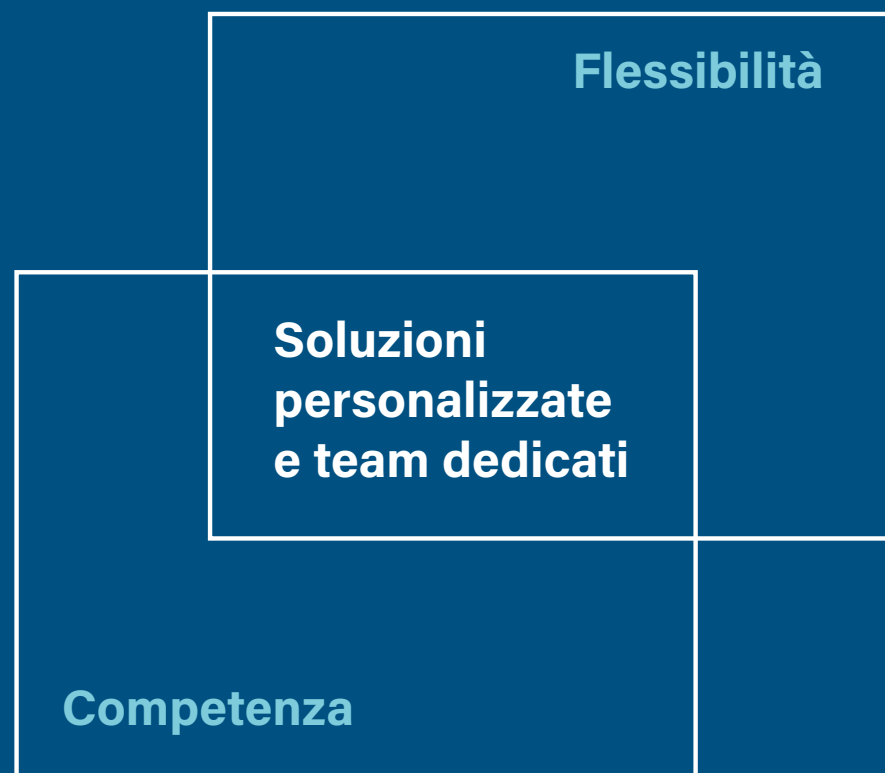 Flessibilità
Soluzioni
personalizzate
e team dedicati
Competenza